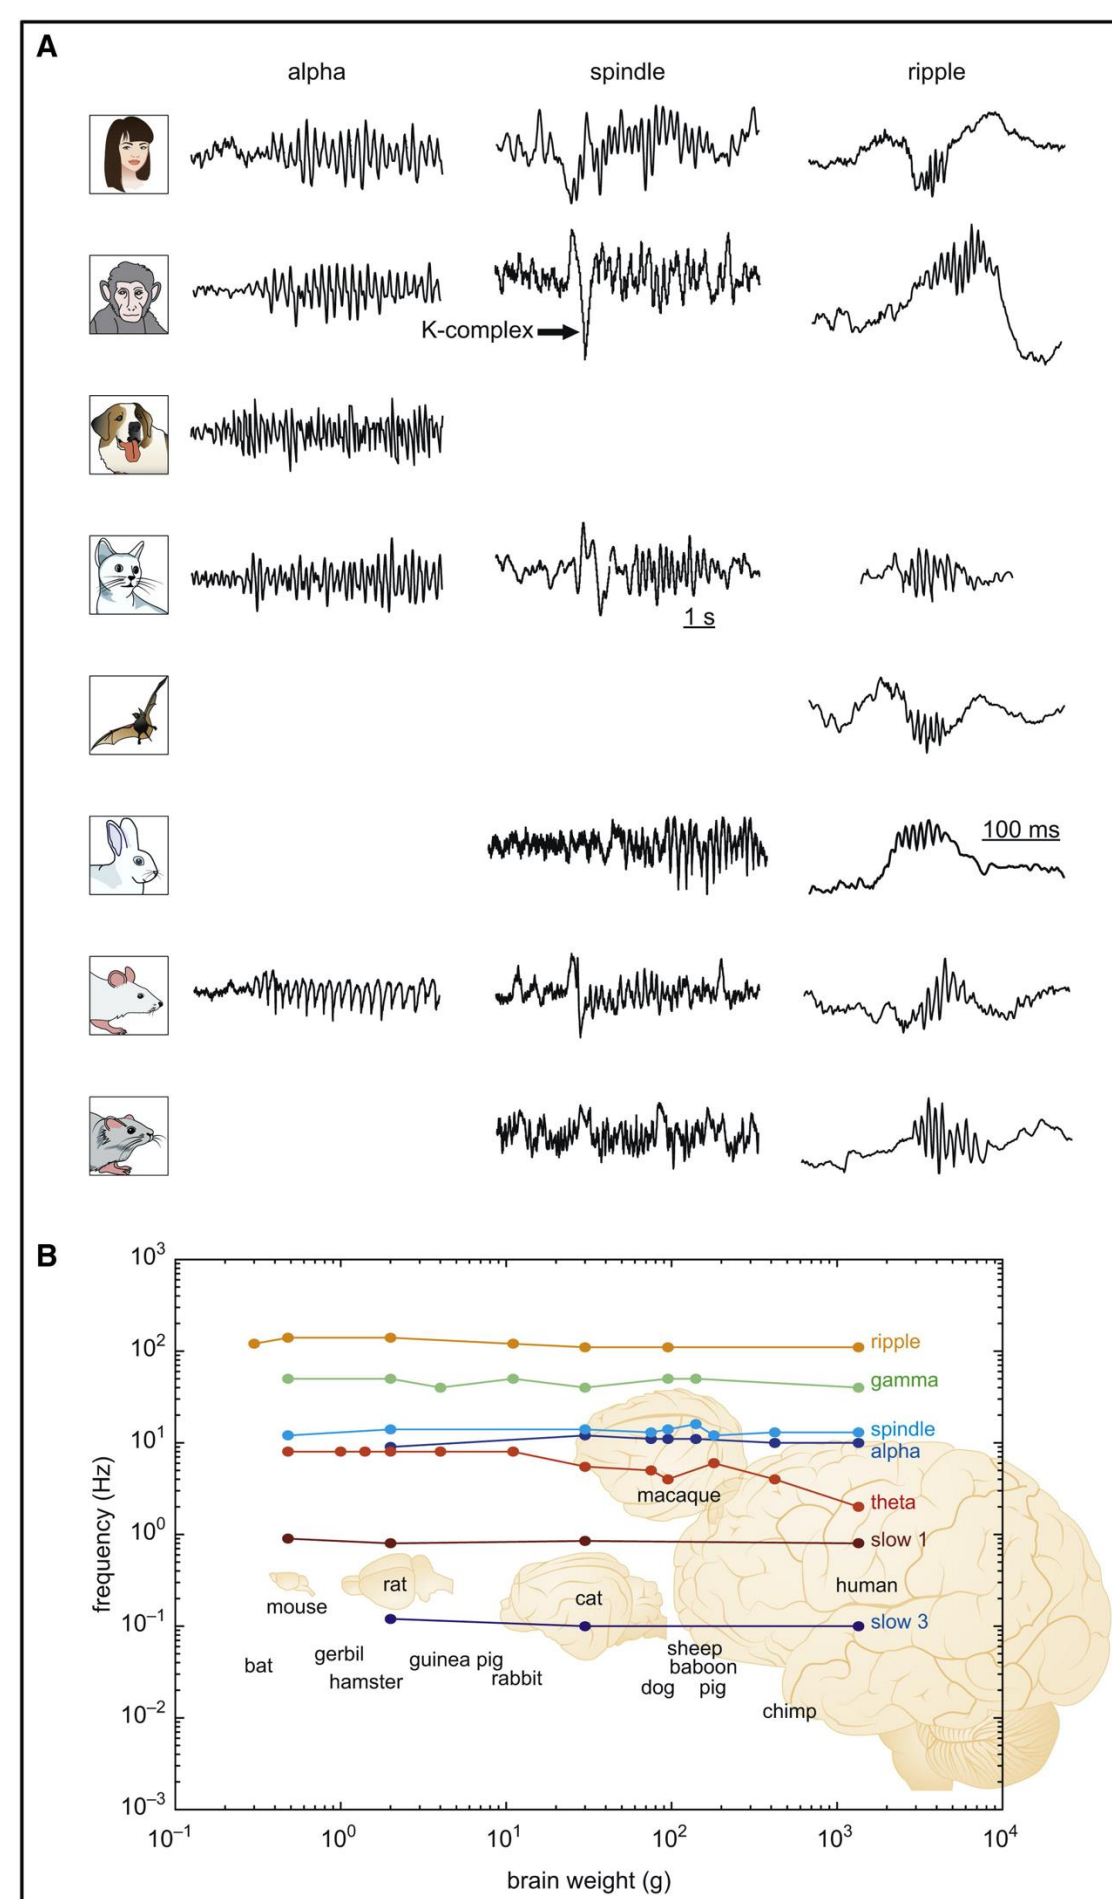 A
alpha spindle ripple
K-complex
1 s
100 ms
B
10³
10²
10¹
10⁰
10⁻¹
10⁻²
10⁻³
frequency (Hz)
ripple
gamma
spindle
alpha
theta
slow 1
slow 3
macaque
human
rat
cat
mouse
sheep
gerbil
guinea pig
baboon
bat
hamster
rabbit
dog
pig
chimp
10⁻¹ 10⁰ 10¹ 10² 10³ 10⁴
brain weight (g)